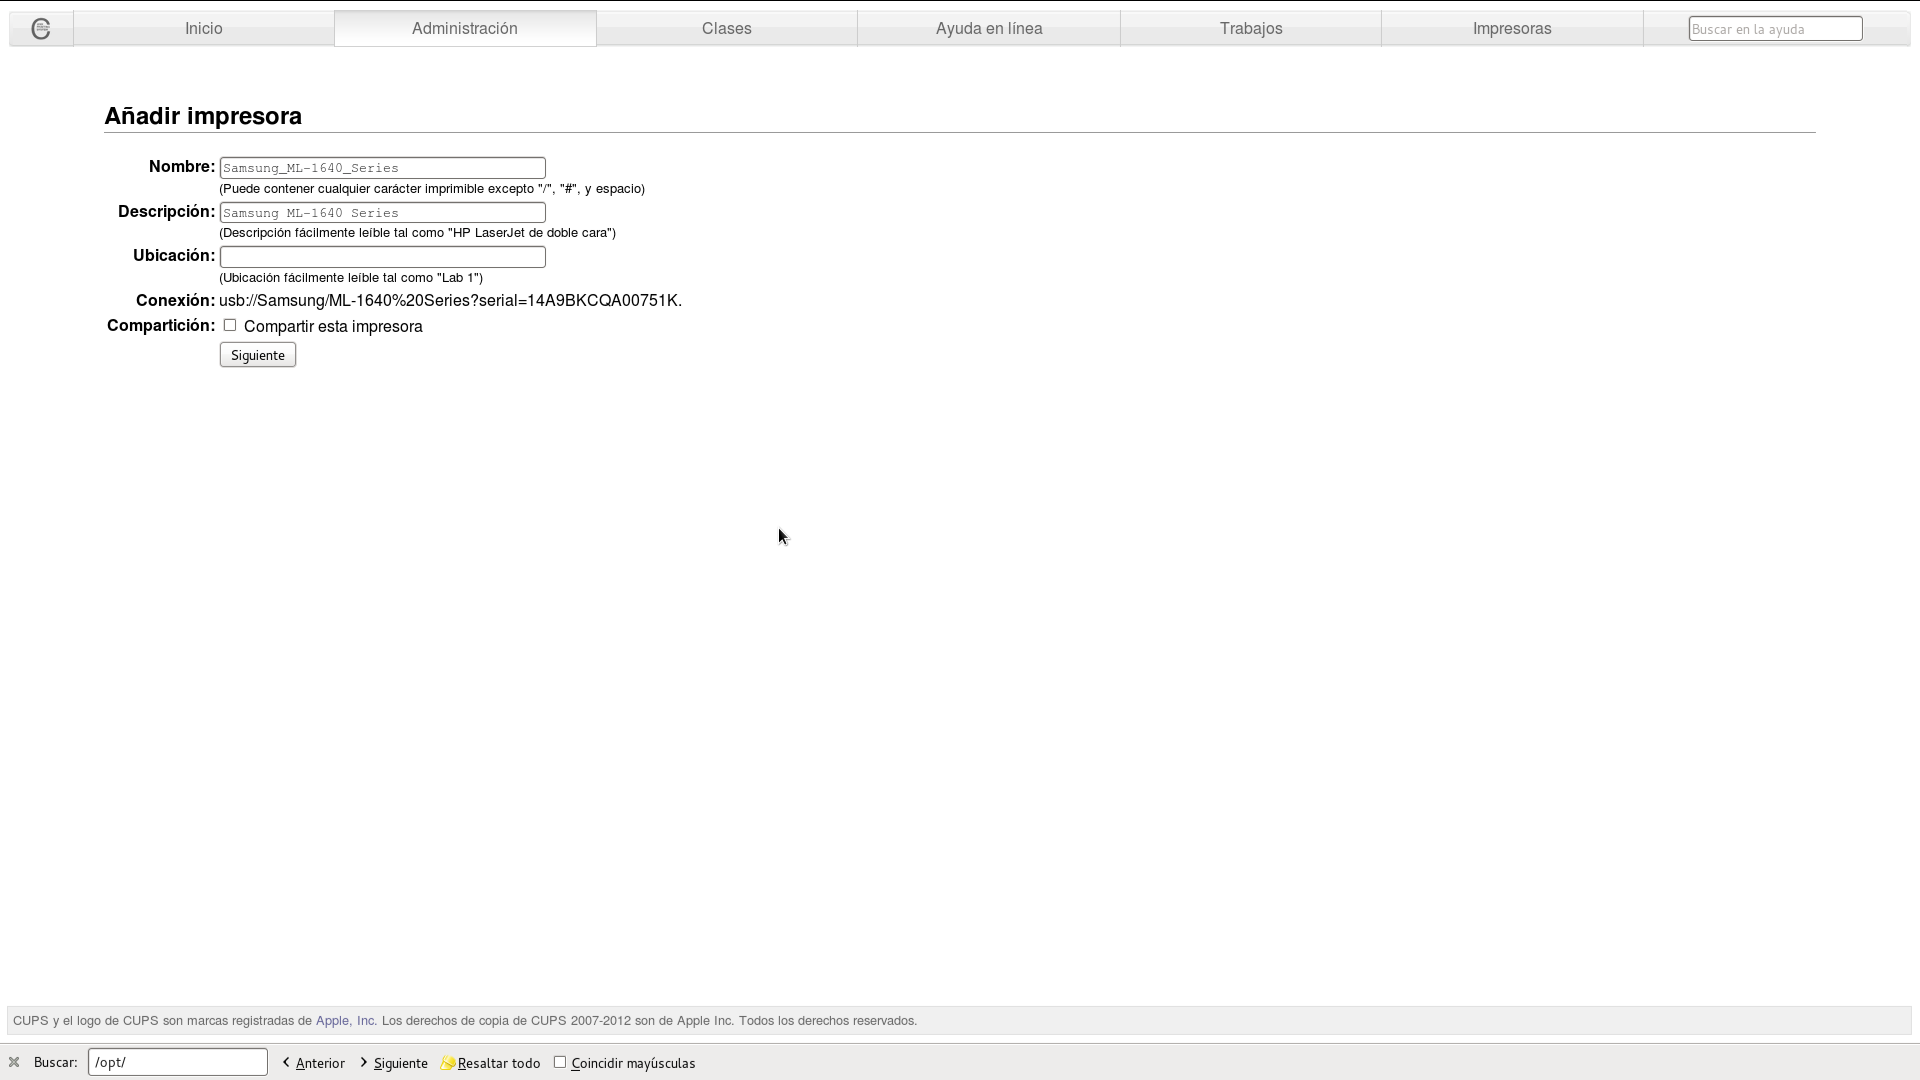 Inicio Administración Clases Ayuda en línea Trabajos Impresoras Buscar en la ayuda
Añadir impresora
Nombre: Samsung_ML-1640_Series
(Puede contener cualquier carácter imprimible excepto "/", "#", y espacio)
Descripción: Samsung ML-1640 Series
(Descripción fácilmente leíble tal como "HP LaserJet de doble cara")
Ubicación:
(Ubicación fácilmente leíble tal como "Lab 1")
Conexión: usb://Samsung/ML-1640%20Series?serial=14A9BKCQA00751K.
Compartición: Compartir esta impresora
Siguiente
CUPS y el logo de CUPS son marcas registradas de Apple, Inc. Los derechos de copia de CUPS 2007-2012 son de Apple Inc. Todos los derechos reservados.
Buscar: /opt/ Anterior Siguiente Resaltar todo Coincidir mayúsculas